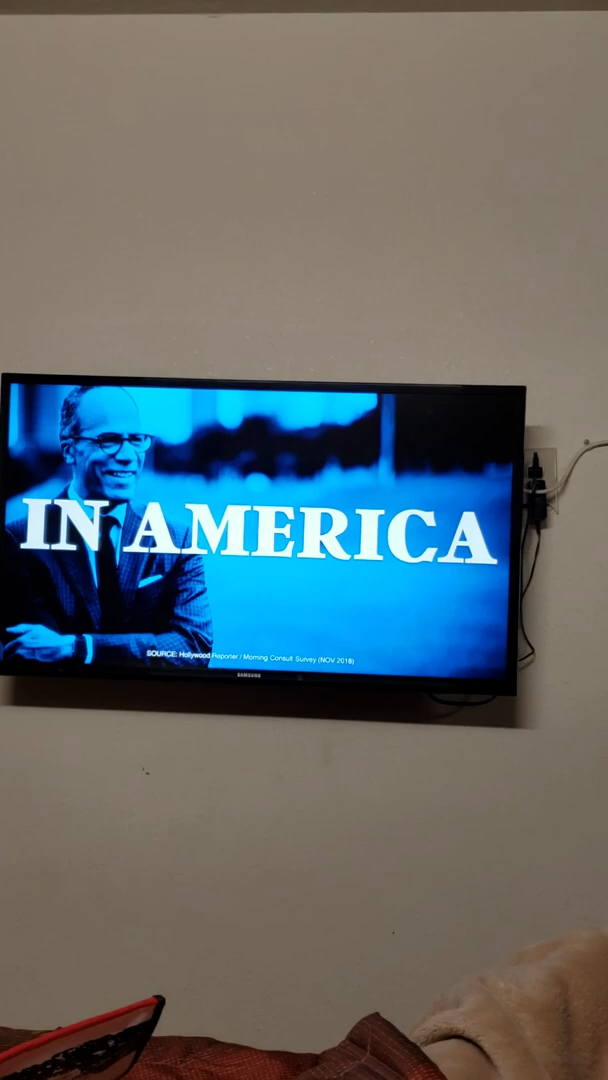 IN AMERICA
SOURCE: Hollywood Reporter / Morning Consult Survey (NOV 2018)
SAMSUNG